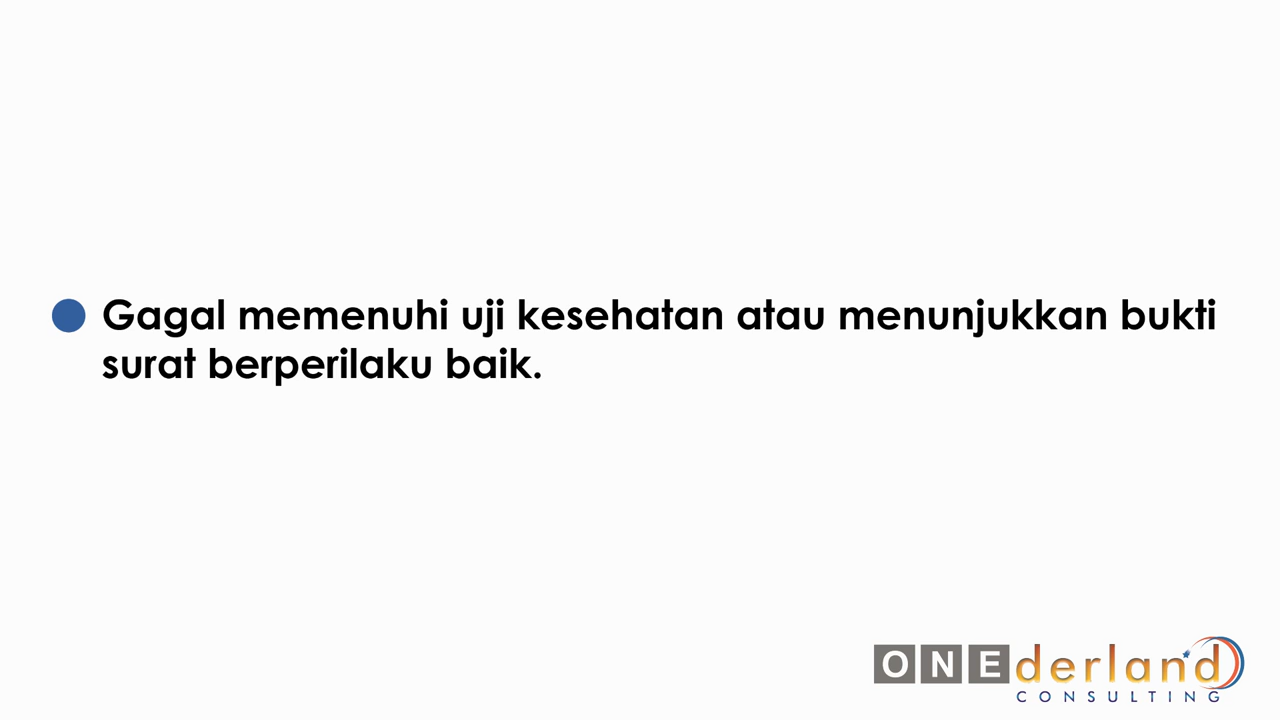 Gagal memenuhi uji kesehatan atau menunjukkan bukti
surat berperilaku baik.
ONEderland
CONSULTING